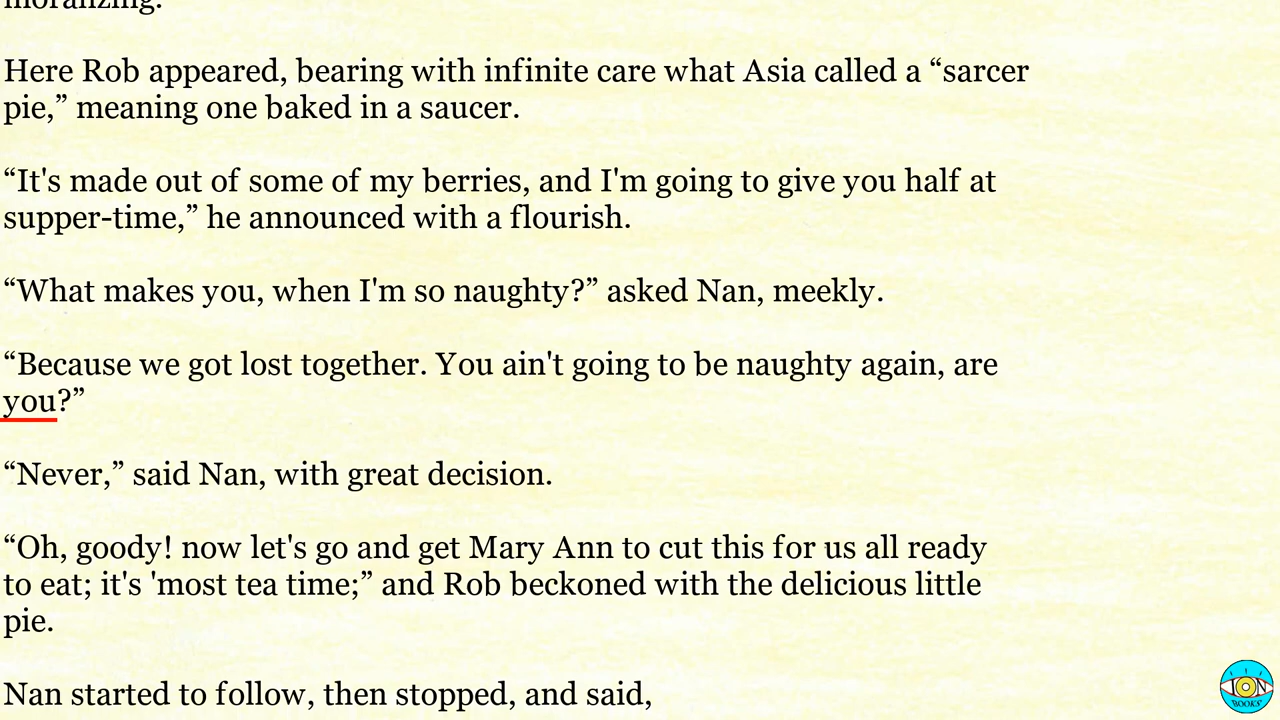 moralizing.
Here Rob appeared, bearing with infinite care what Asia called a “sarcer
pie,” meaning one baked in a saucer.
“It's made out of some of my berries, and I'm going to give you half at
supper-time,” he announced with a flourish.
“What makes you, when I'm so naughty?” asked Nan, meekly.
“Because we got lost together. You ain't going to be naughty again, are
you?”
“Never,” said Nan, with great decision.
“Oh, goody! now let's go and get Mary Ann to cut this for us all ready
to eat; it's 'most tea time;” and Rob beckoned with the delicious little
pie.
Nan started to follow, then stopped, and said,
ION
BOOKS